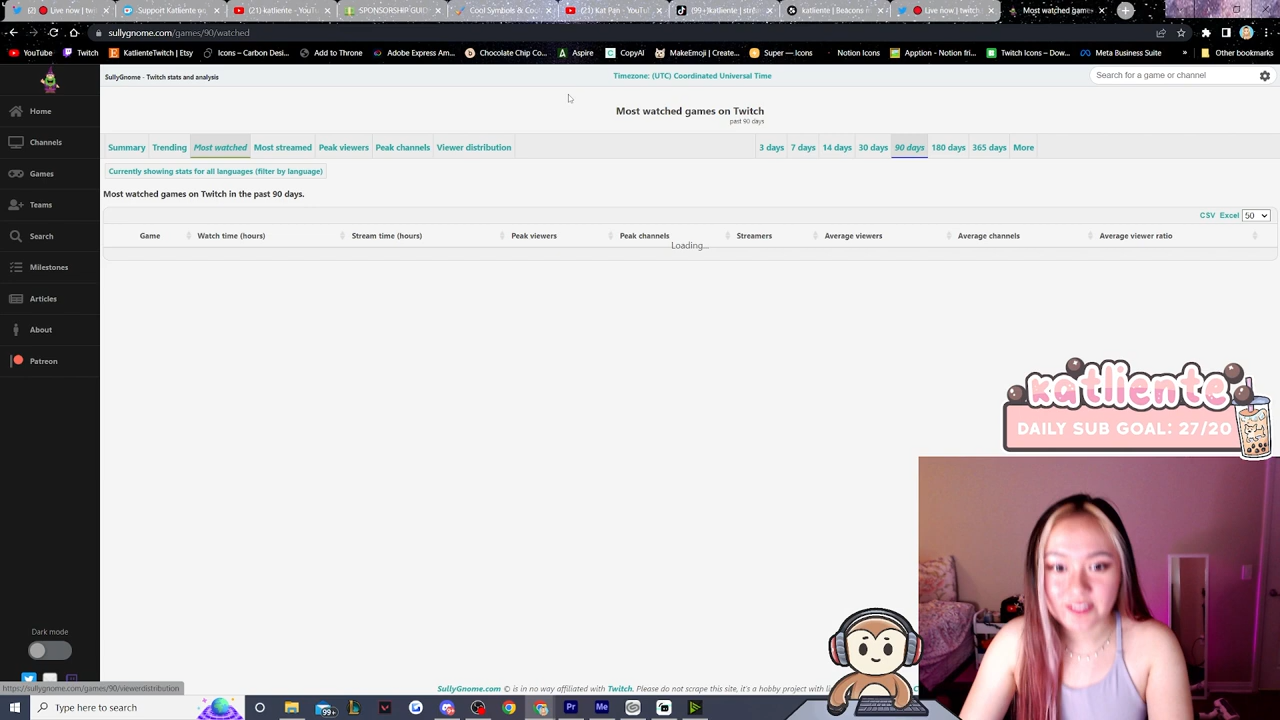 (21) 🔴 Live now | twi
Support Katliente on
(21) katliente - YouTu
SPONSORSHIP GUID
Cool Symbols & Cool
(21) Kat Pan - YouTu
(99+) katliente | str
katliente | Beacons
Live now | twitch
Most watched game
sullygnome.com/games/90/watched
YouTube
Twitch
KatlienteTwitch | Etsy
Icons – Carbon Desi...
Add to Throne
Adobe Express Am...
Chocolate Chip Co...
Aspire
CopyAI
MakeEmoji | Create...
Super — Icons
Notion Icons
Apption - Notion fri...
Twitch Icons – Dow...
Meta Business Suite
»
Other bookmarks
SullyGnome - Twitch stats and analysis
Timezone: (UTC) Coordinated Universal Time
Search for a game or channel
Most watched games on Twitch
past 90 days
Home
Channels
Games
Teams
Search
Milestones
Articles
About
Patreon
Summary
Trending
Most watched
Most streamed
Peak viewers
Peak channels
Viewer distribution
3 days
7 days
14 days
30 days
90 days
180 days
365 days
More
Currently showing stats for all languages (filter by language)
Most watched games on Twitch in the past 90 days.
CSV Excel 50
Game
Watch time (hours)
Stream time (hours)
Peak viewers
Peak channels
Streamers
Average viewers
Average channels
Average viewer ratio
Loading...
katliente
DAILY SUB GOAL: 27/20
Dark mode
https://sullygnome.com/games/90/viewerdistribution
SullyGnome.com © is in no way affiliated with Twitch. Please do not scrape this site, it's a hobby project with li
Type here to search
99+